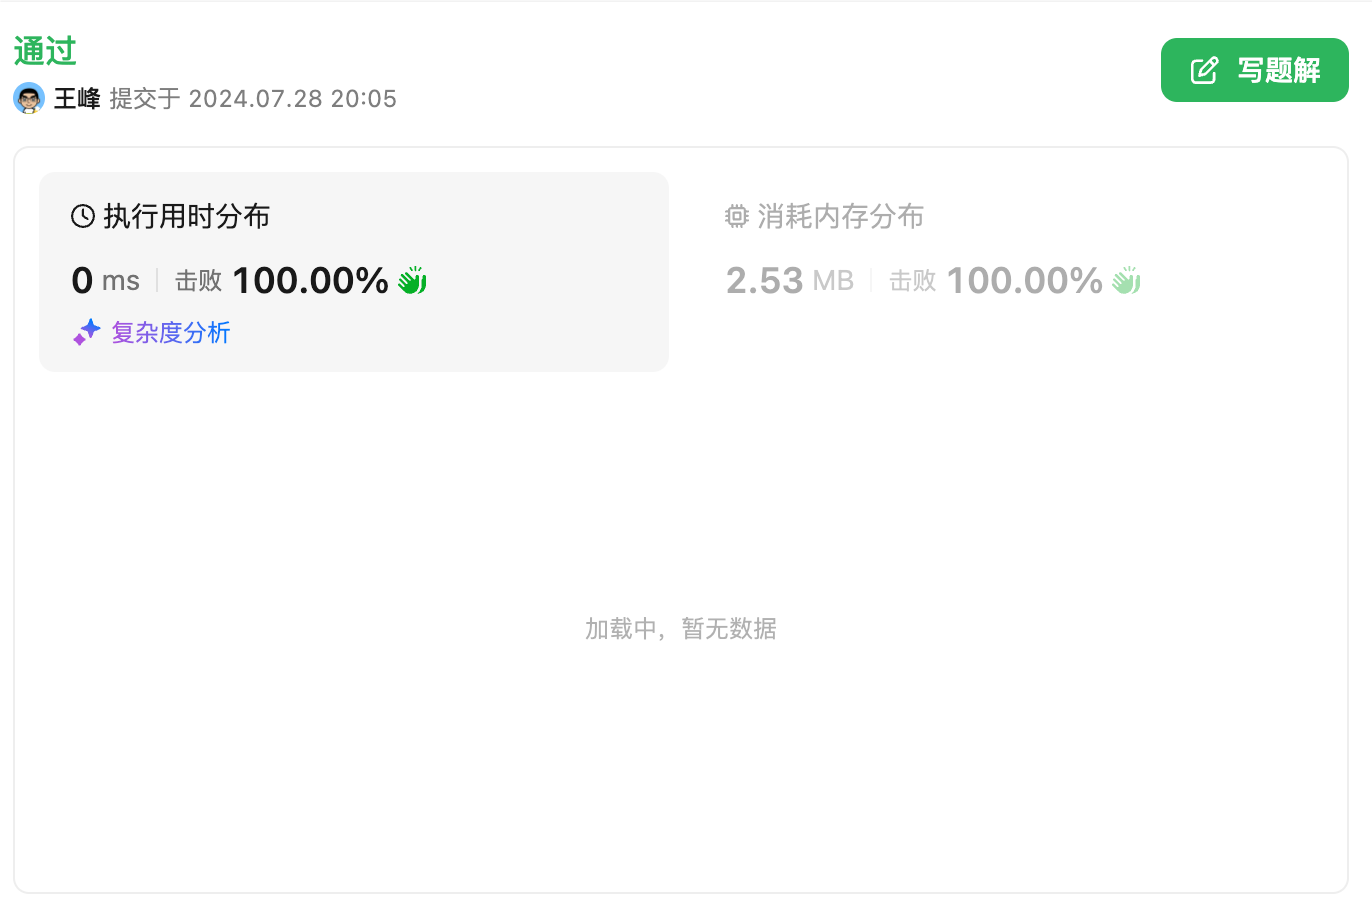 通过
王峰 提交于 2024.07.28 20:05
写题解
执行用时分布
0 ms 击败 100.00%
复杂度分析
消耗内存分布
2.53 MB 击败 100.00%
加载中，暂无数据